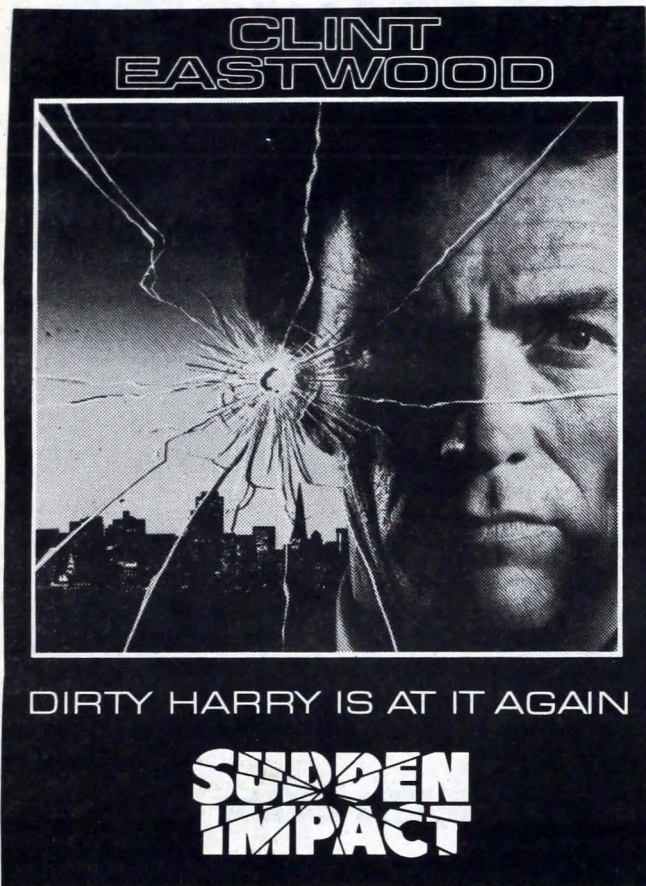 CLINT
EASTWOOD
DIRTY HARRY IS AT IT AGAIN
SUDDEN
IMPACT